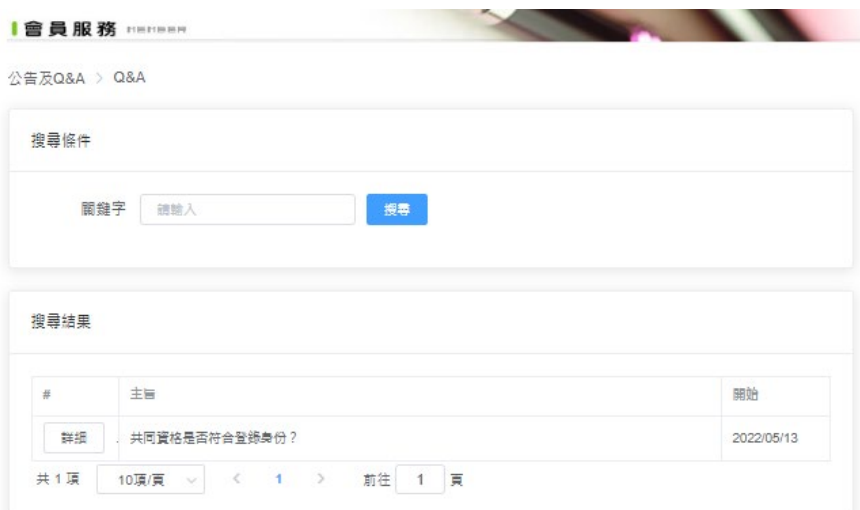 會員服務 MEMBER
公告及Q&A > Q&A
搜尋條件
關鍵字 請輸入 搜尋
搜尋結果
# 主旨 開始
詳細 . 共同資格是否符合登錄身份？ 2022/05/13
共 1 項 10項/頁 < 1 > 前往 1 頁